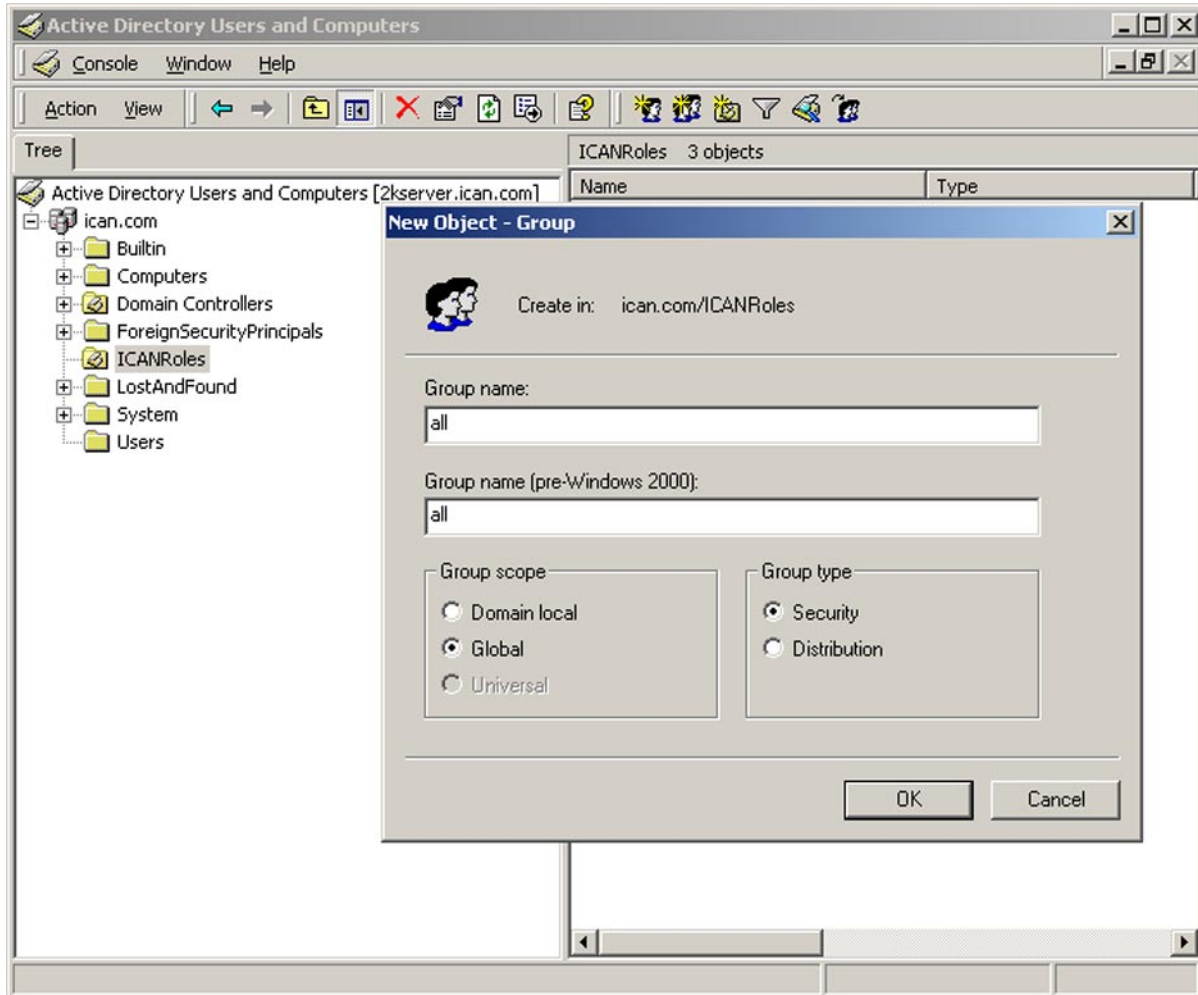 Active Directory Users and Computers
Console Window Help
Action View
Tree
ICANRoles 3 objects
Active Directory Users and Computers [2kserver.ican.com]
Name Type
ican.com
Builtin
Computers
Domain Controllers
ForeignSecurityPrincipals
ICANRoles
LostAndFound
System
Users
New Object - Group
Create in: ican.com/ICANRoles
Group name:
all
Group name (pre-Windows 2000):
all
Group scope
Domain local
Global
Universal
Group type
Security
Distribution
OK Cancel